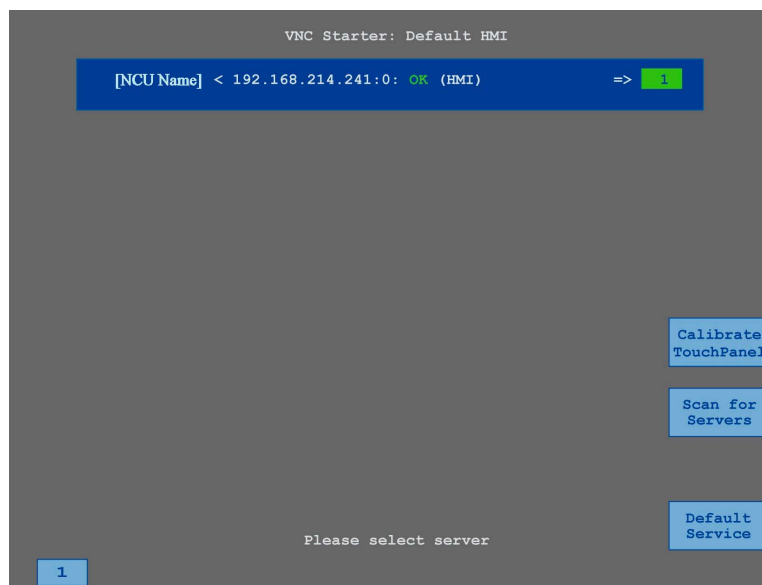 VNC Starter: Default HMI
[NCU Name] < 192.168.214.241:0: OK (HMI) => 1
Calibrate
TouchPanel
Scan for
Servers
Default
Service
Please select server
1